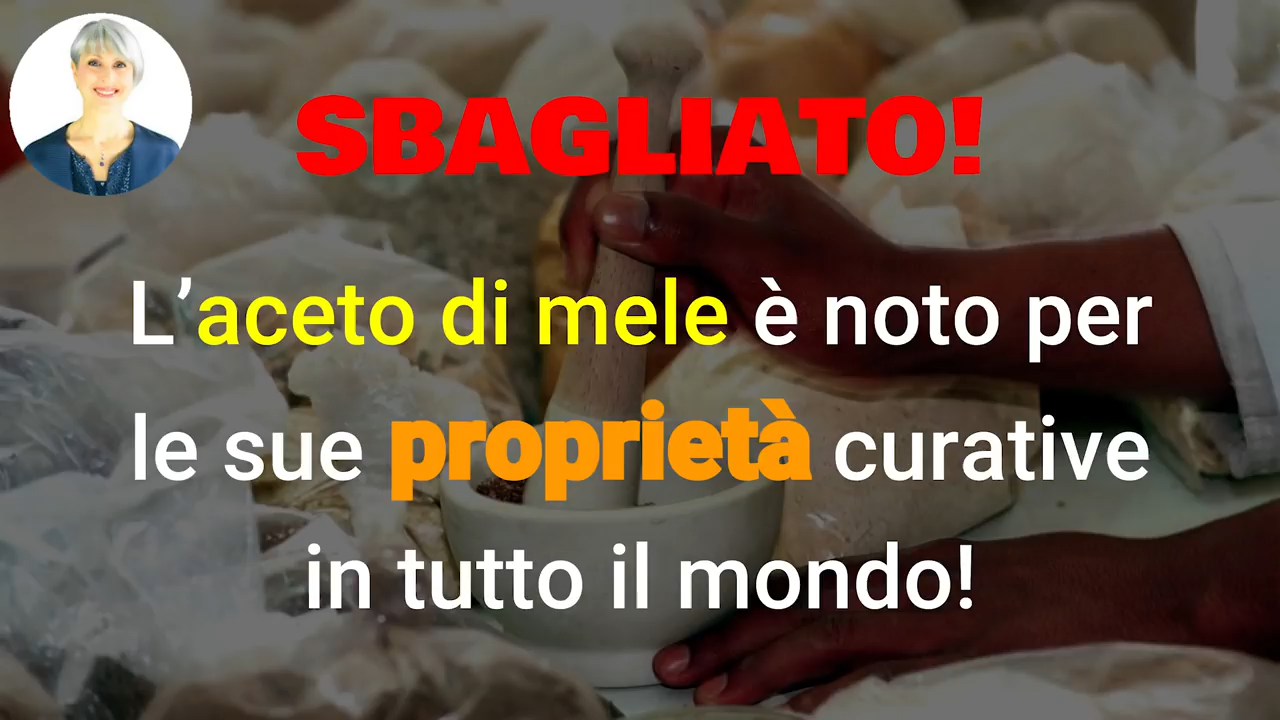 SBAGLIATO!
L’aceto di mele è noto per
le sue proprietà curative
in tutto il mondo!